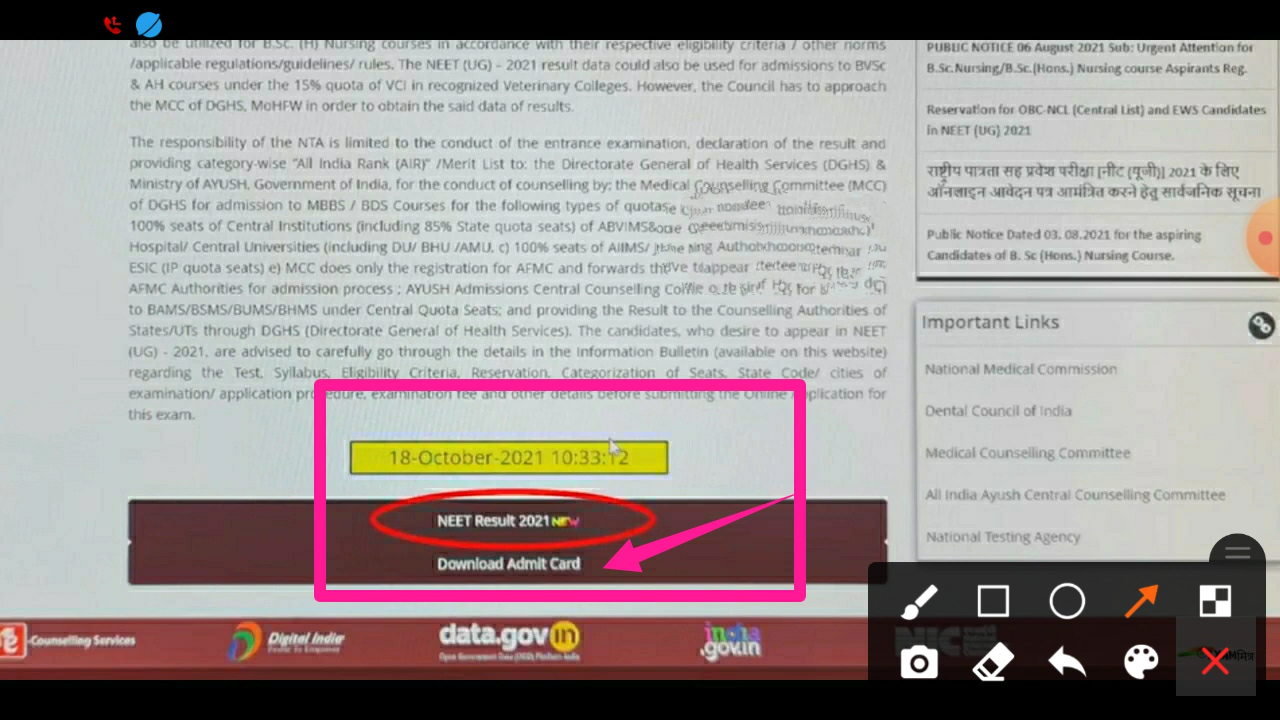 also be utilized for B.Sc. (H) Nursing courses in accordance with their respective eligibility criteria / other norms
/applicable regulations/guidelines/ rules. The NEET (UG) - 2021 result data could also be used for admissions to BVSc
& AH courses under the 15% quota of VCI in recognized Veterinary Colleges. However, the Council has to approach
the MCC of DGHS, MoHFW in order to obtain the said data of results.
The responsibility of the NTA is limited to the conduct of the entrance examination, declaration of the result and
providing category-wise "All India Rank (AIR)" /Merit List to: the Directorate General of Health Services (DGHS) &
Ministry of AYUSH, Government of India, for the conduct of counselling by; the Medical Counselling Committee (MCC)
of DGHS for admission to MBBS / BDS Courses for the following types of
100% seats of Central Institutions (including 85% State quota seats) of
Hospital/ Central Universities (including DU/ BHU /AMU, c) 100% seats of AIIMS/
ESIC (IP quota seats) e) MCC does only the registration for AFMC and forwards
AFMC Authorities for admission process ; AYUSH Admissions Central Counselling for
to BAMS/BSMS/BUMS/BHMS under Central Quota Seats; and providing the Result to the Counselling Authorities of
States/UTs through DGHS (Directorate General of Health Services). The candidates, who desire to appear in NEET
(UG) - 2021, are advised to carefully go through the details in the Information Bulletin (available on this website)
regarding the Test, Syllabus, Eligibility Criteria, Reservation, Categorization of Seats, State Code/ cities of
examination/ application procedure, examination fee and other details before submitting the Online Application for
this exam.
18-October-2021 10:33:12
NEET Result 2021 NEW
Download Admit Card
PUBLIC NOTICE 06 August 2021 Sub: Urgent Attention for
B.Sc.Nursing/B.Sc.(Hons.) Nursing course Aspirants Reg.
Reservation for OBC-NCL (Central List) and EWS Candidates
in NEET (UG) 2021
राष्ट्रीय पात्रता सह प्रवेश परीक्षा [नीट (यूजी)] 2021 के लिए
ऑनलाइन आवेदन पत्र आमंत्रित करने हेतु सार्वजनिक सूचना
Public Notice Dated 03. 08.2021 for the aspiring
Candidates of B. Sc (Hons.) Nursing Course.
Important Links
National Medical Commission
Dental Council of India
Medical Counselling Committee
All India Ayush Central Counselling Committee
National Testing Agency
e-Counselling Services
Digital India
Power To Empower
data.gov in
Open Government Data (OGD) Platform India
india
.gov.in
NIC